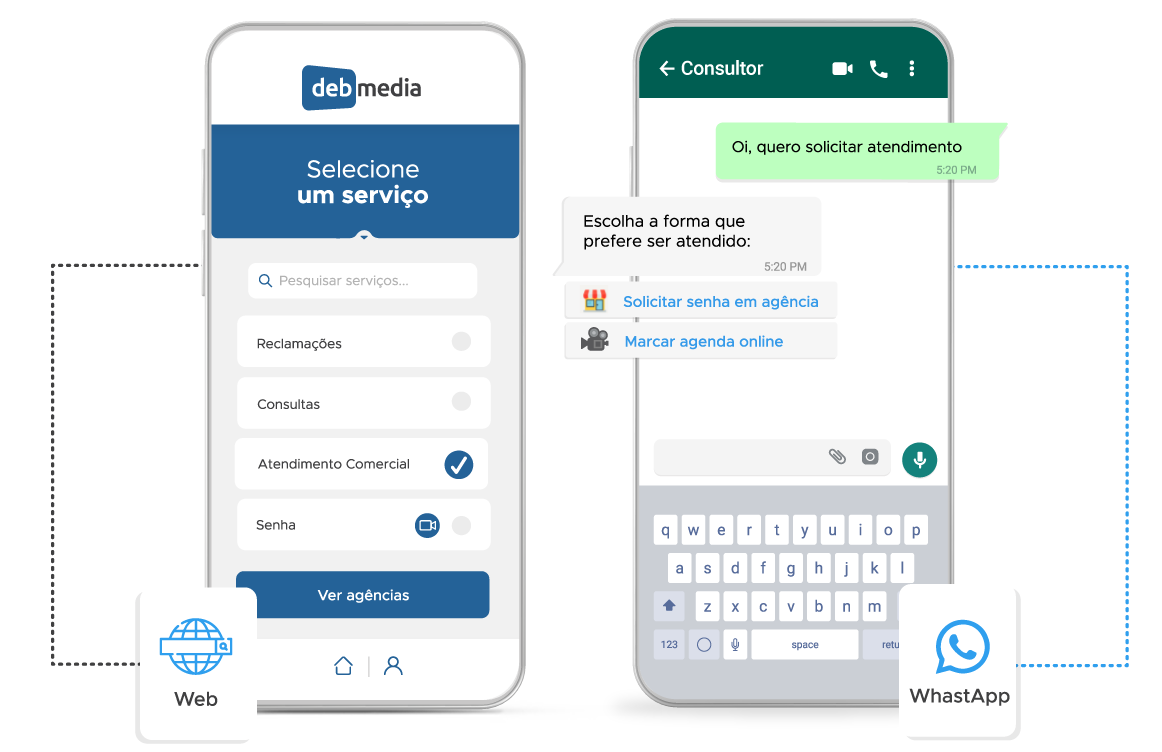 debmedia
Selecione
um serviço
Pesquisar serviços...
Reclamações
Consultas
Atendimento Comercial
Senha
Ver agências
Web
Consultor
Oi, quero solicitar atendimento
5:20 PM
Escolha a forma que
prefere ser atendido:
5:20 PM
Solicitar senha em agência
Marcar agenda online
q w e r t y u i o p
a s d f g h j k l
z x c v b n m
123 space retu
WhastApp